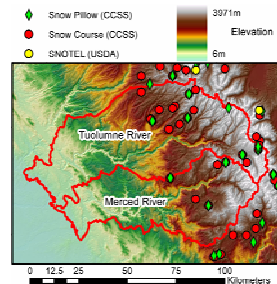 Snow Pillow (CCSS)
Snow Course (CCSS)
SNOTEL (USDA)
3971m
Elevation
6m
Tuolumne River
Merced River
0 12.5 25 50 75 100
Kilometers